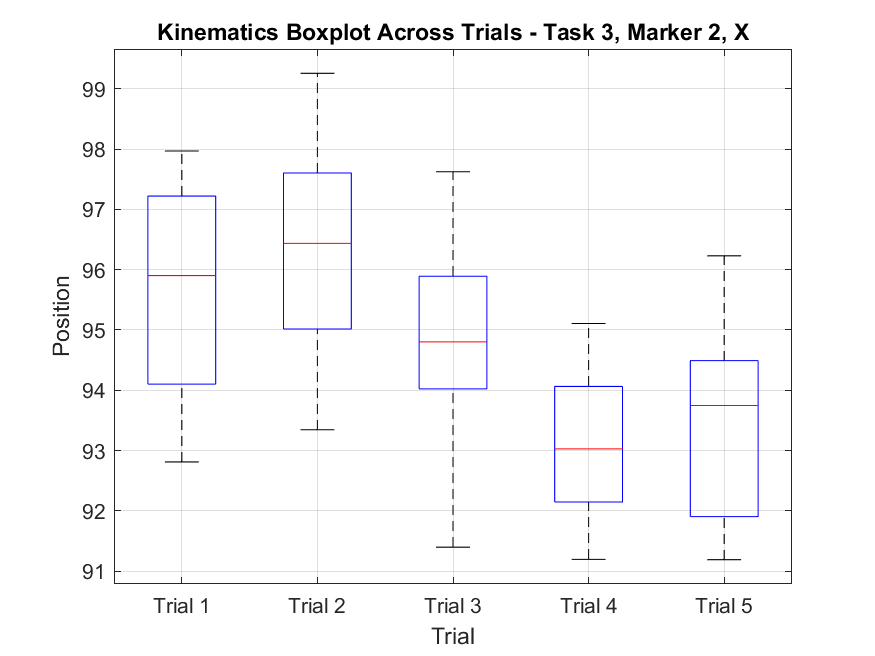 Kinematics Boxplot Across Trials - Task 3, Marker 2, X
Position
99
98
97
96
95
94
93
92
91
Trial 1 Trial 2 Trial 3 Trial 4 Trial 5
Trial